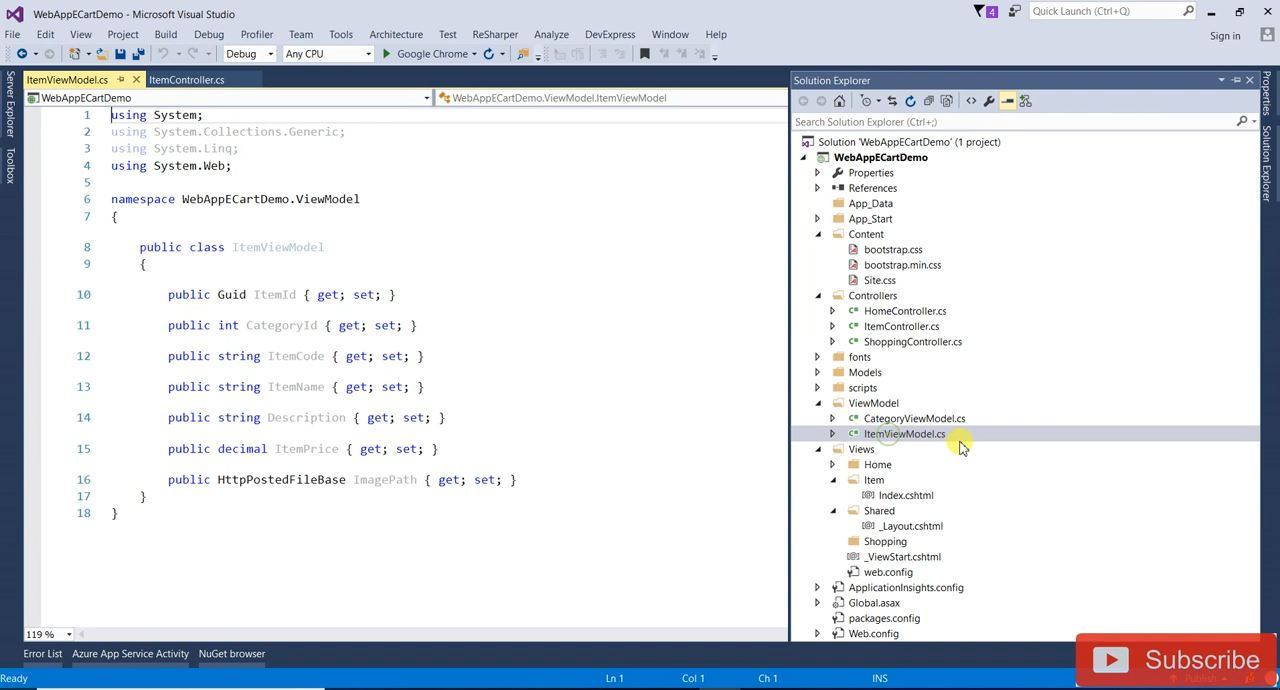 WebAppECartDemo - Microsoft Visual Studio
4
Quick Launch (Ctrl+Q)
File Edit View Project Build Debug Profiler Team Tools Architecture Test ReSharper Analyze DevExpress Window Help
Sign in
Debug Any CPU Google Chrome
Server Explorer
Toolbox
ItemViewModel.cs ItemController.cs
WebAppECartDemo WebAppECartDemo.ViewModel.ItemViewModel
1 using System;
2 using System.Collections.Generic;
3 using System.Linq;
4 using System.Web;
5
6 namespace WebAppECartDemo.ViewModel
7 {
8 public class ItemViewModel
9 {
10 public Guid ItemId { get; set; }
11 public int CategoryId { get; set; }
12 public string ItemCode { get; set; }
13 public string ItemName { get; set; }
14 public string Description { get; set; }
15 public decimal ItemPrice { get; set; }
16 public HttpPostedFileBase ImagePath { get; set; }
17 }
18 }
119 %
Solution Explorer
Search Solution Explorer (Ctrl+;)
Solution 'WebAppECartDemo' (1 project)
WebAppECartDemo
Properties
References
App_Data
App_Start
Content
bootstrap.css
bootstrap.min.css
Site.css
Controllers
HomeController.cs
ItemController.cs
ShoppingController.cs
fonts
Models
scripts
ViewModel
CategoryViewModel.cs
ItemViewModel.cs
Views
Home
Item
Index.cshtml
Shared
_Layout.cshtml
Shopping
_ViewStart.cshtml
web.config
ApplicationInsights.config
Global.asax
packages.config
Web.config
Properties
Solution Explorer
Error List Azure App Service Activity NuGet browser
Ready Ln 1 Col 1 Ch 1 INS
Subscribe
Publish